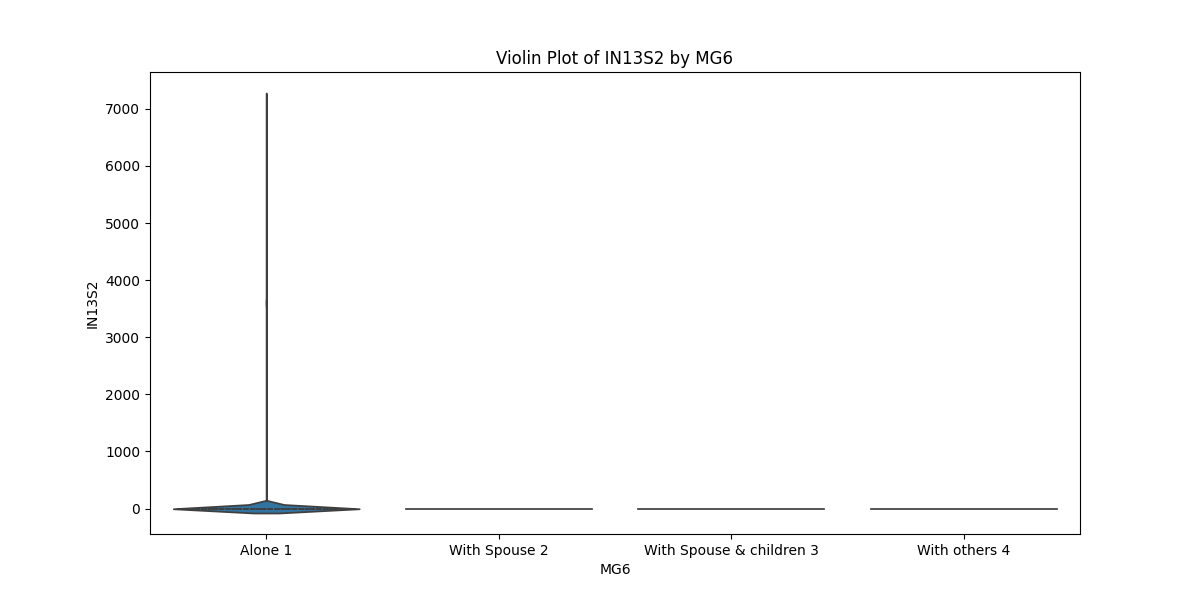 Violin Plot of IN13S2 by MG6
7000
6000
5000
4000
3000
2000
1000
0
IN13S2
Alone 1
With Spouse 2
With Spouse & children 3
With others 4
MG6